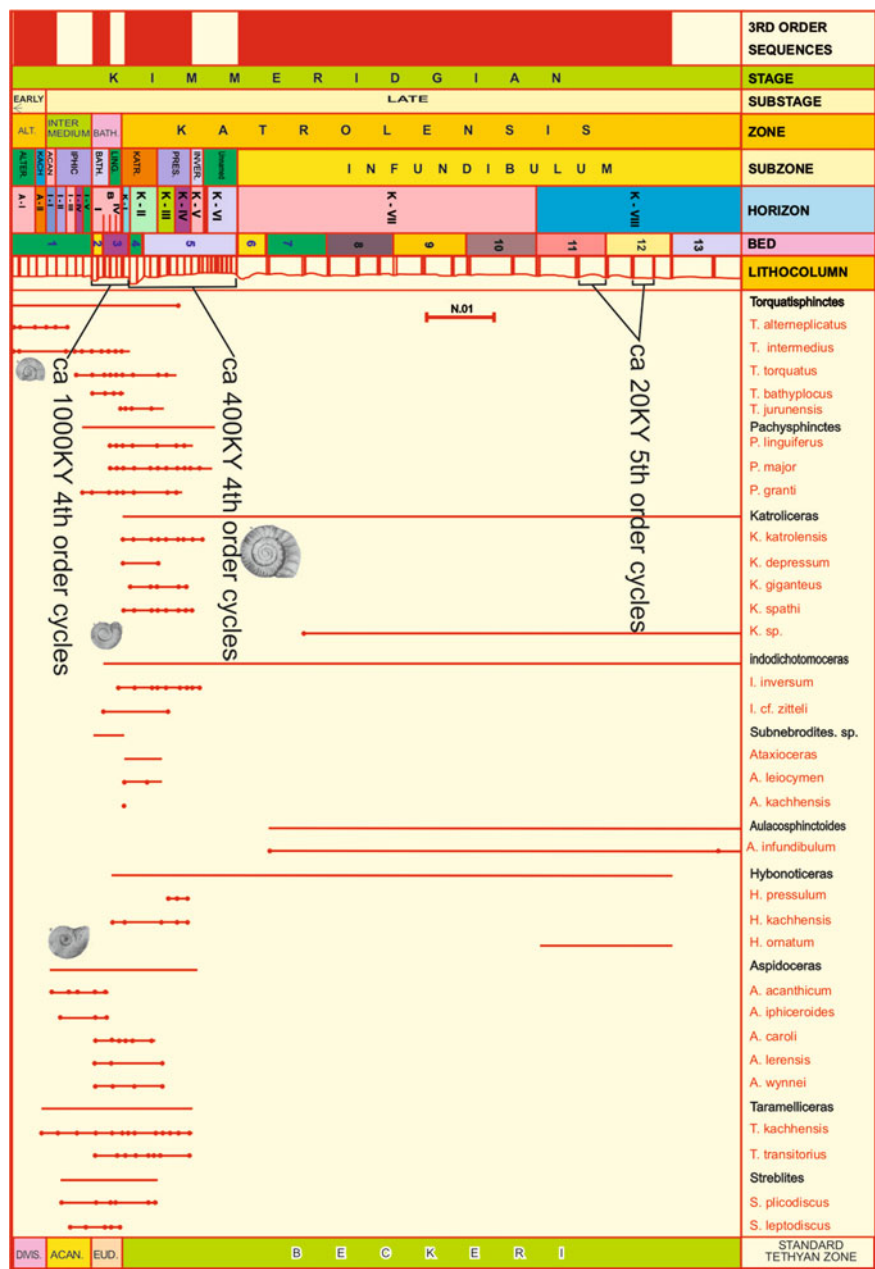 3RD ORDER
SEQUENCES
K I M M E R I D G I A N
STAGE
EARLY
LATE
SUBSTAGE
ALT.
INTER
MEDIUM
BATH.
K A T R O L E N S I S
ZONE
ALTER.
KACH
ACAN
IPHIC
BATH.
LING.
KATR.
PRES.
INVER.
Unnamed
I N F U N D I B U L U M
SUBZONE
A - I
A - II
I - I
I - II
I - III
I - IV
I - V
B
I
IV
K - I
K - II
K - III
K - IV
K - V
K - VI
K - VII
K - VIII
HORIZON
1
2
3
4
5
6
7
8
9
10
11
12
13
BED
LITHOCOLUMN
N.01
ca 1000KY 4th order cycles
ca 400KY 4th order cycles
ca 20KY 5th order cycles
Torquatisphinctes
T. alterneplicatus
T. intermedius
T. torquatus
T. bathyplocus
T. jurunensis
Pachysphinctes
P. linguiferus
P. major
P. granti
Katroliceras
K. katrolensis
K. depressum
K. giganteus
K. spathi
K. sp.
indodichotomoceras
I. inversum
I. cf. zitteli
Subnebrodites. sp.
Ataxioceras
A. leiocymen
A. kachhensis
Aulacosphinctoides
A. infundibulum
Hybonoticeras
H. pressulum
H. kachhensis
H. ornatum
Aspidoceras
A. acanthicum
A. iphiceroides
A. caroli
A. lerensis
A. wynnei
Taramelliceras
T. kachhensis
T. transitorius
Streblites
S. plicodiscus
S. leptodiscus
DIVIS.
ACAN.
EUD.
B E C K E R I
STANDARD
TETHYAN ZONE